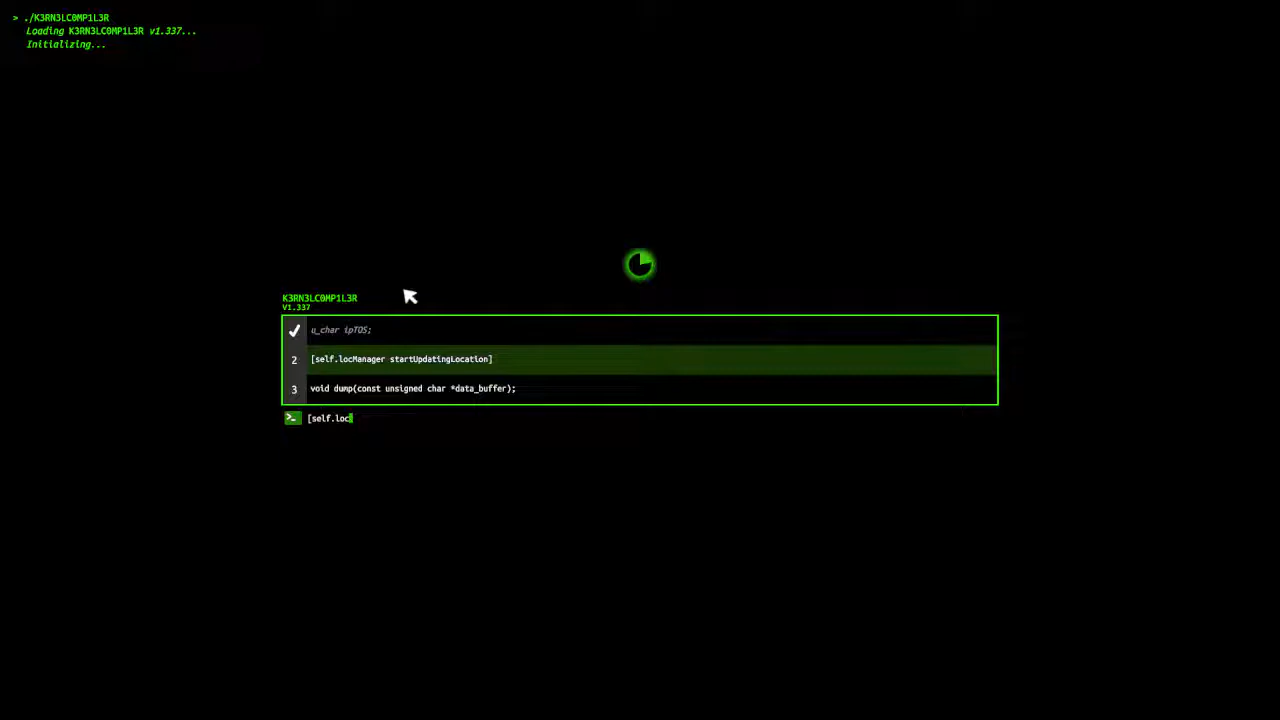 > ./K3RN3LC0MP1L3R
Loading K3RN3LC0MP1L3R v1.337...
Initializing...
K3RN3LC0MP1L3R
V1.337
u_char ipTOS;
2 [self.locManager startUpdatingLocation]
3 void dump(const unsigned char *data_buffer);
>_ [self.loc